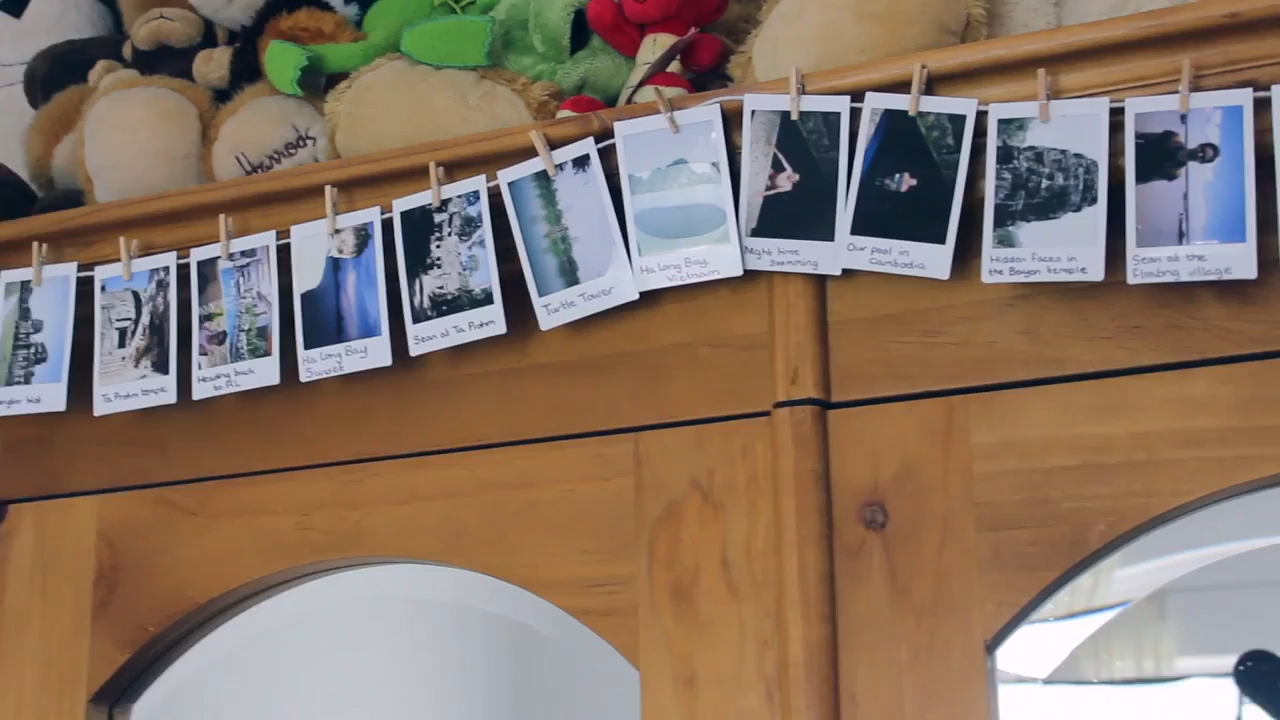 Harrods
Wat
Ta Prohm temple
Heading back
to
Ha Long Bay
Sunset
Sean at Ta Prohm
Turtle Tower
Ha Long Bay,
Vietnam
Night time
swimming
Our pool in
Cambodia
Hidden Faces in
the Bayon temple
Sean at the
floating village